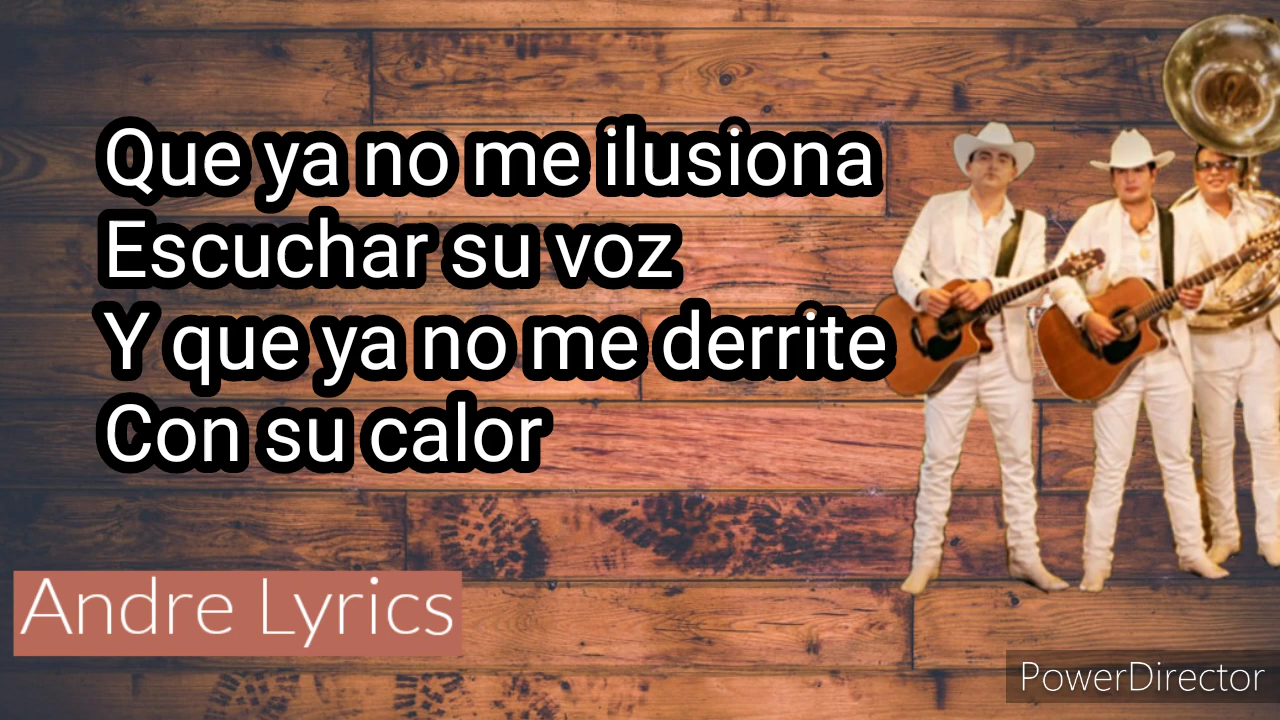 Que ya no me ilusiona
Escuchar su voz
Y que ya no me derrite
Con su calor
Andre Lyrics
PowerDirector